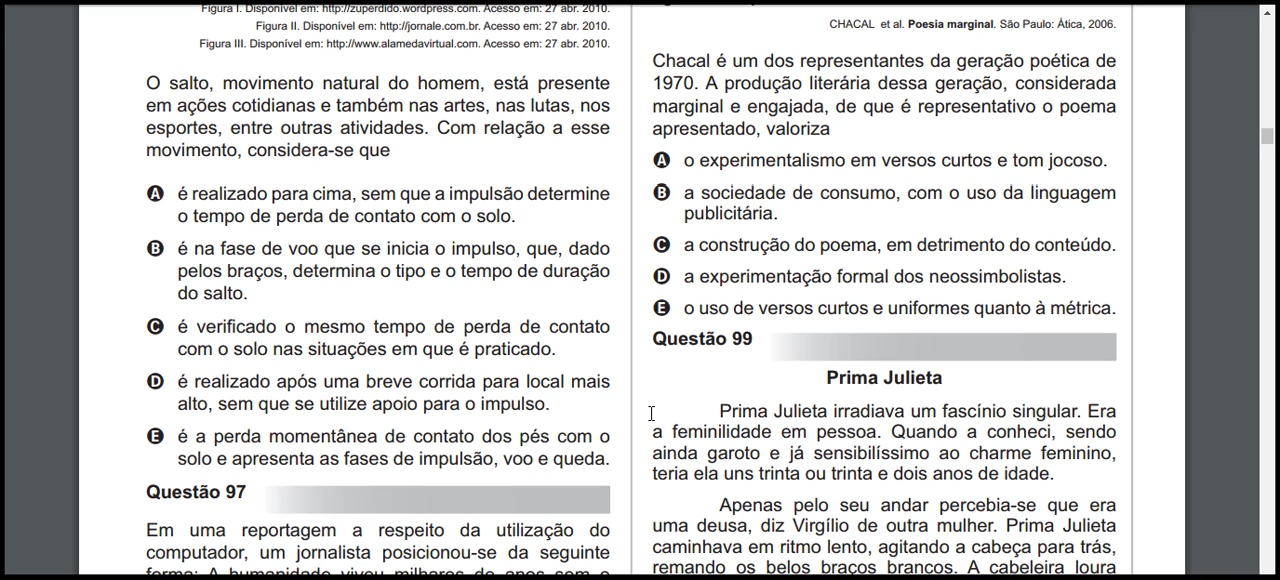 Figura I. Disponível em: http://zuperdido.wordpress.com. Acesso em: 27 abr. 2010.
Figura II. Disponível em: http://jornale.com.br. Acesso em: 27 abr. 2010.
Figura III. Disponível em: http://www.alamedavirtual.com. Acesso em: 27 abr. 2010.
O salto, movimento natural do homem, está presente
em ações cotidianas e também nas artes, nas lutas, nos
esportes, entre outras atividades. Com relação a esse
movimento, considera-se que
A é realizado para cima, sem que a impulsão determine
o tempo de perda de contato com o solo.
B é na fase de voo que se inicia o impulso, que, dado
pelos braços, determina o tipo e o tempo de duração
do salto.
C é verificado o mesmo tempo de perda de contato
com o solo nas situações em que é praticado.
D é realizado após uma breve corrida para local mais
alto, sem que se utilize apoio para o impulso.
E é a perda momentânea de contato dos pés com o
solo e apresenta as fases de impulsão, voo e queda.
Questão 97
Em uma reportagem a respeito da utilização do
computador, um jornalista posicionou-se da seguinte
forma: A humanidade viveu milhares de anos sem o
CHACAL et al. Poesia marginal. São Paulo: Ática, 2006.
Chacal é um dos representantes da geração poética de
1970. A produção literária dessa geração, considerada
marginal e engajada, de que é representativo o poema
apresentado, valoriza
A o experimentalismo em versos curtos e tom jocoso.
B a sociedade de consumo, com o uso da linguagem
publicitária.
C a construção do poema, em detrimento do conteúdo.
D a experimentação formal dos neossimbolistas.
E o uso de versos curtos e uniformes quanto à métrica.
Questão 99
Prima Julieta
Prima Julieta irradiava um fascínio singular. Era
a feminilidade em pessoa. Quando a conheci, sendo
ainda garoto e já sensibilíssimo ao charme feminino,
teria ela uns trinta ou trinta e dois anos de idade.
Apenas pelo seu andar percebia-se que era
uma deusa, diz Virgílio de outra mulher. Prima Julieta
caminhava em ritmo lento, agitando a cabeça para trás,
remando os belos braços brancos. A cabeleira loura